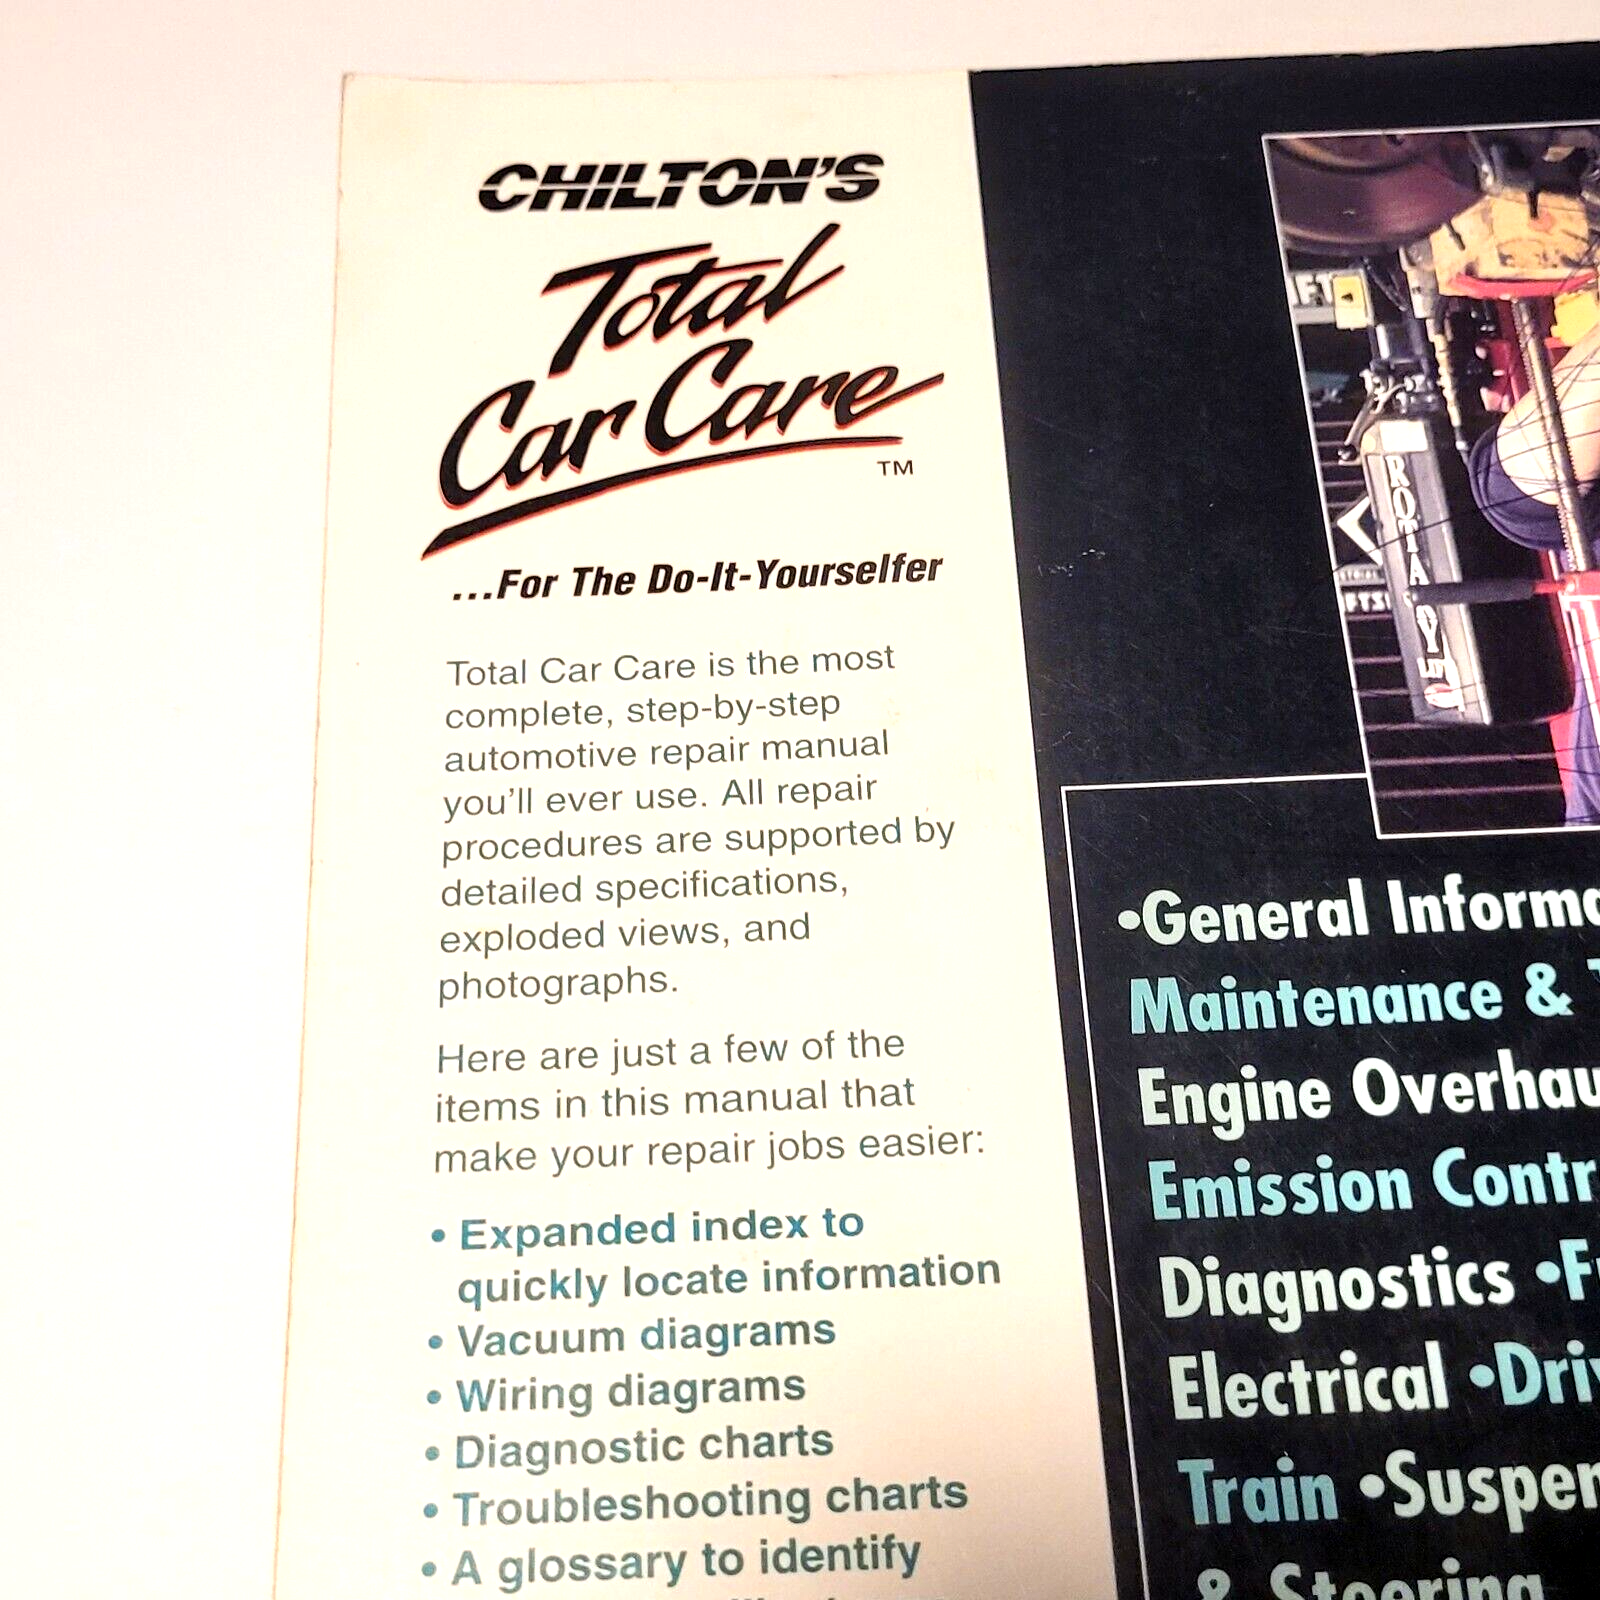 CHILTON'S
Total
Car Care
TM
...For The Do-It-Yourselfer
Total Car Care is the most
complete, step-by-step
automotive repair manual
you'll ever use. All repair
procedures are supported by
detailed specifications,
exploded views, and
photographs.
Here are just a few of the
items in this manual that
make your repair jobs easier:
• Expanded index to
quickly locate information
• Vacuum diagrams
• Wiring diagrams
• Diagnostic charts
• Troubleshooting charts
• A glossary to identify
ROTARY LIFT
•General Informa
Maintenance &
Engine Overhau
Emission Contr
Diagnostics •F
Electrical •Driv
Train •Suspen
& Steering